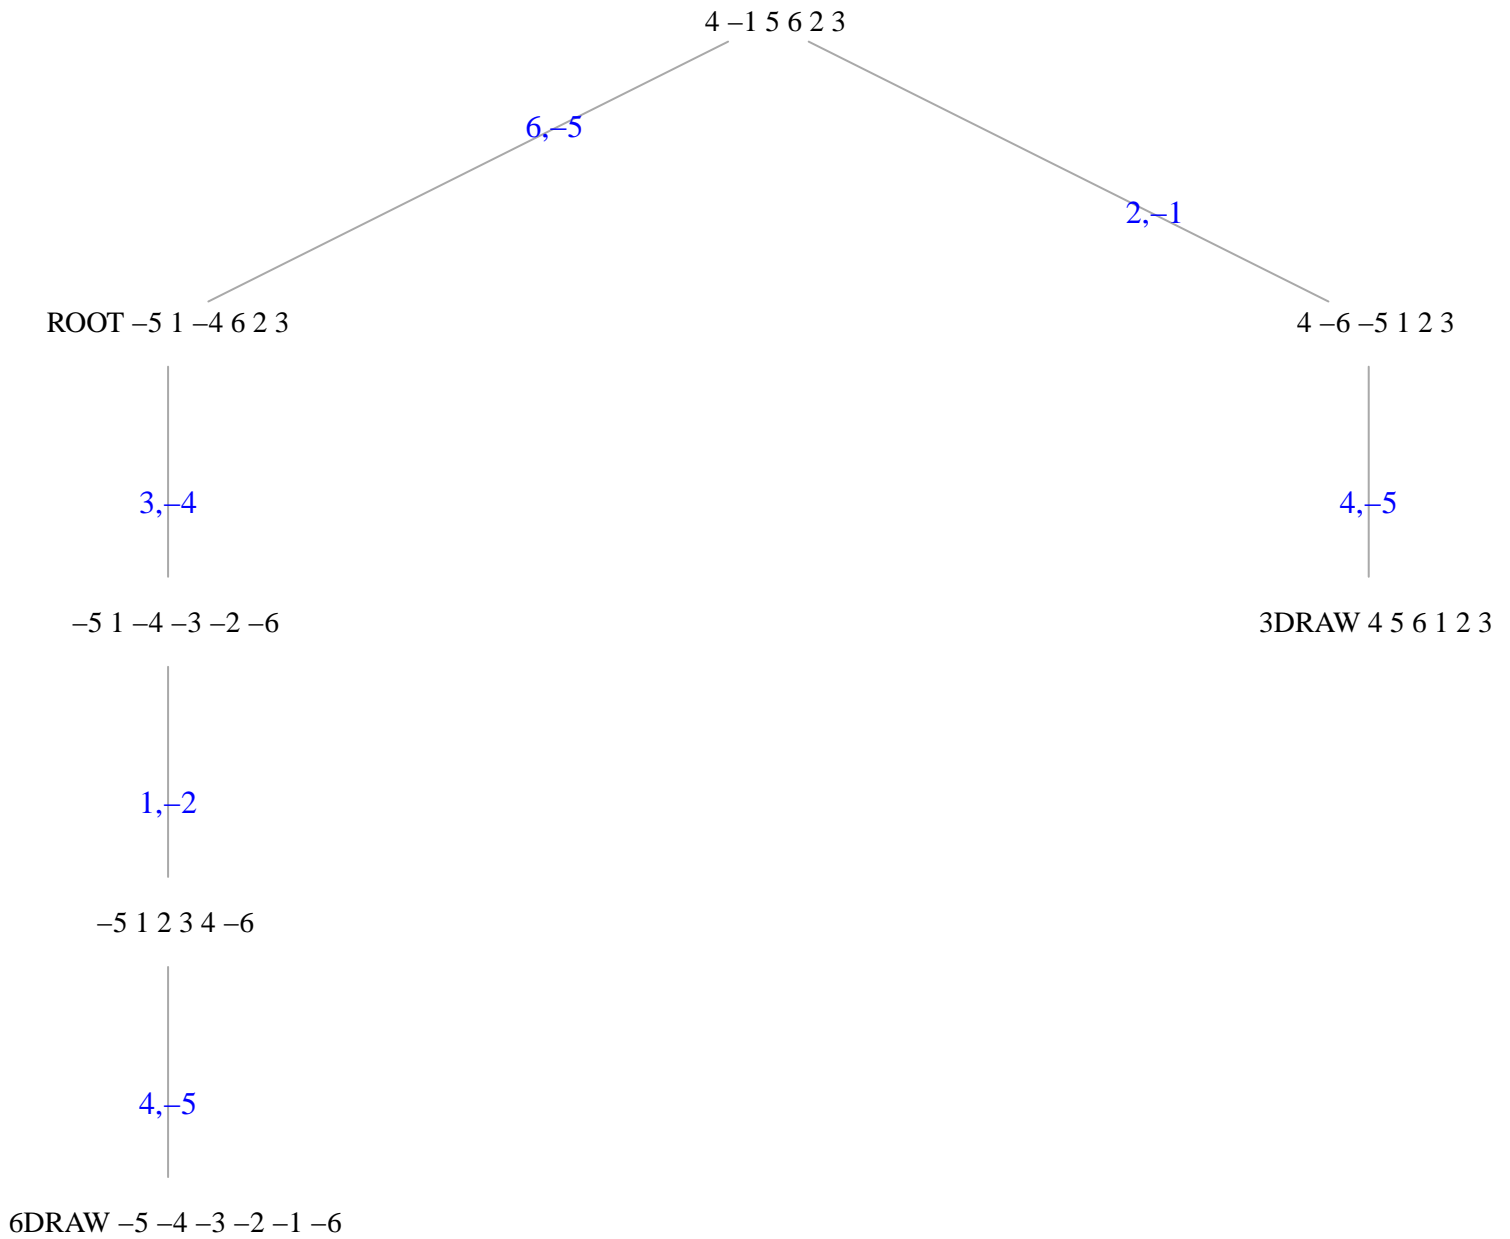 4 –1 5 6 2 3
6,–5
2,–1
ROOT –5 1 –4 6 2 3
4 –6 –5 1 2 3
3,–4
4,–5
–5 1 –4 –3 –2 –6
3DRAW 4 5 6 1 2 3
1,–2
–5 1 2 3 4 –6
4,–5
6DRAW –5 –4 –3 –2 –1 –6